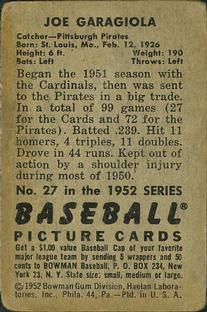 JOE GARAGIOLA
Catcher—Pittsburgh Pirates
Born: St. Louis, Mo., Feb. 12, 1926
Height: 6 ft. Weight: 190
Bats: Left Throws: Left
Began the 1951 season with
the Cardinals, then was sent
to the Pirates in a big trade.
In a total of 99 games (27
for the Cards and 72 for the
Pirates). Batted .239. Hit 11
homers, 4 triples, 11 doubles.
Drove in 44 runs. Kept out of
action by a shoulder injury
during most of 1950.
No. 27 in the 1952 SERIES
BASEBALL®
PICTURE CARDS
Get a $1.00 value Baseball Cap of your favorite
major league team by sending 5 wrappers and 50
cents to BOWMAN Baseball, P. O. BOX 234, New
York 23, N. Y. State size: small, medium or large.
©1952 Bowman Gum Division, Haelan Labora-
tories, Inc., Phila. 44, Pa.—Ptd in U. S. A.